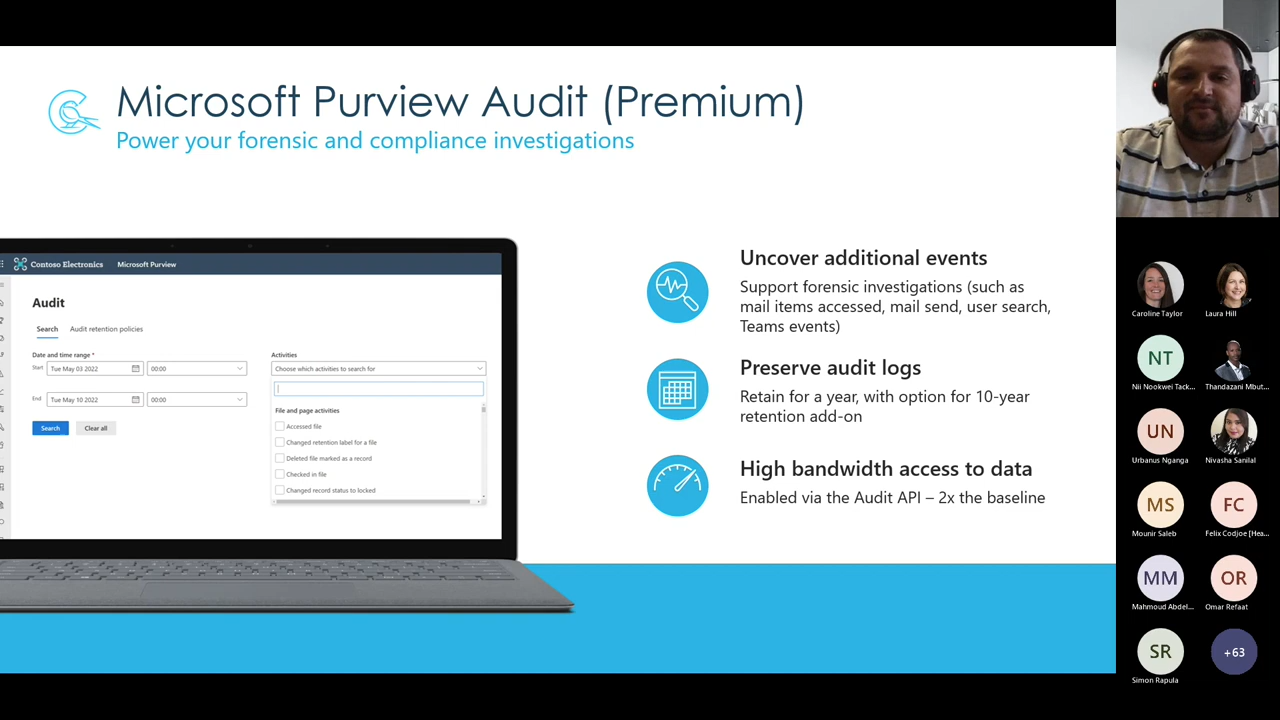 Microsoft Purview Audit (Premium)
Power your forensic and compliance investigations
Contoso Electronics
Microsoft Purview
Audit
Search
Audit retention policies
Date and time range *
Start
Tue May 03 2022
00:00
End
Tue May 10 2022
00:00
Search
Clear all
Activities
Choose which activities to search for
File and page activities
Accessed file
Changed retention label for a file
Deleted file marked as a record
Checked in file
Changed record status to locked
Uncover additional events
Support forensic investigations (such as
mail items accessed, mail send, user search,
Teams events)
Preserve audit logs
Retain for a year, with option for 10-year
retention add-on
High bandwidth access to data
Enabled via the Audit API – 2x the baseline
Caroline Taylor
Laura Hill
NT
Nii Nookwei Tack...
Thandazani Mbut...
UN
Urbanus Nganga
Nivasha Sanilal
MS
Mounir Saleb
FC
Felix Codjoe [Hea...
MM
Mahmoud Abdel...
OR
Omar Refaat
SR
Simon Rapula
+63